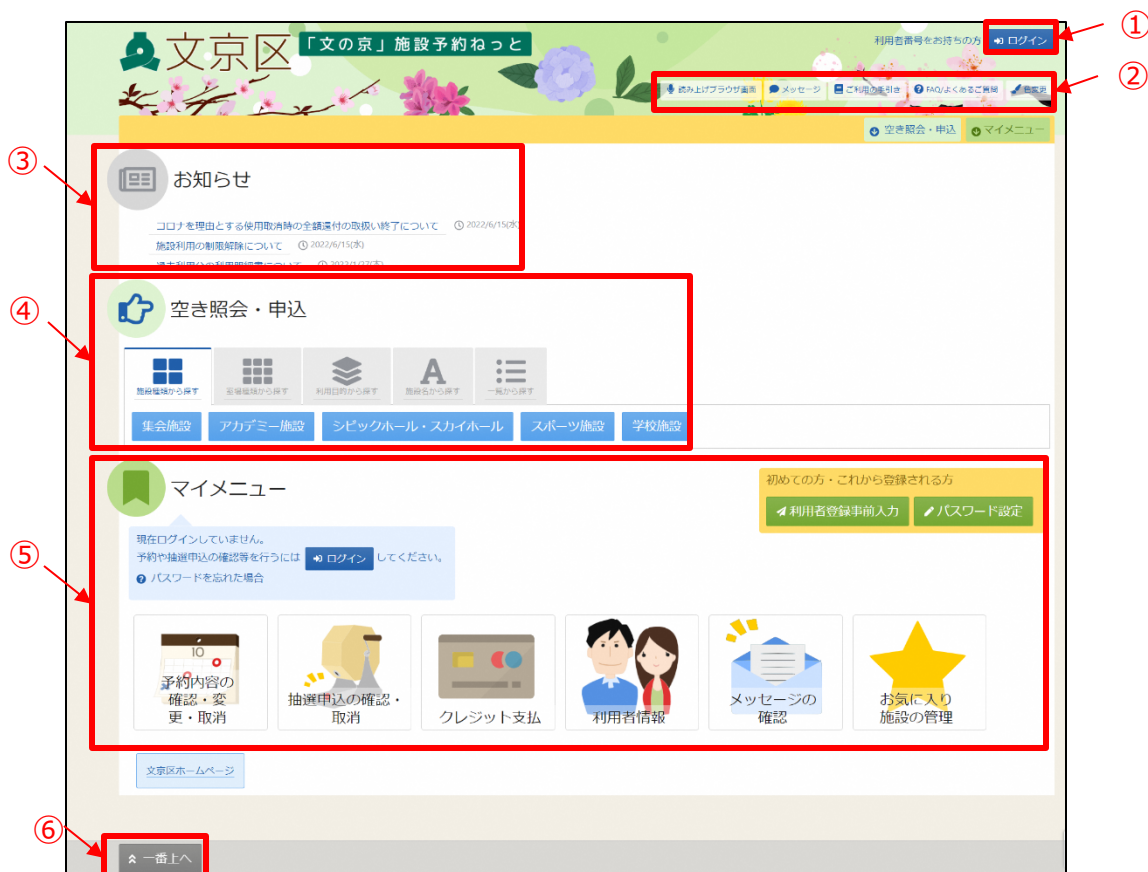 ①
文京区 「文の京」施設予約ねっと
利用者番号をお持ちの方 ログイン
②
読み上げブラウザ画面 メッセージ ご利用の手引き FAQ/よくあるご質問 色変更
空き照会・申込 マイメニュー
③
お知らせ
コロナを理由とする使用取消時の全額還付の取扱い終了について 2022/6/15(水)
施設利用の制限解除について 2022/6/15(水)
④
空き照会・申込
施設種類から探す 利用目的から探す 施設名から探す 一覧から探す
集会施設 アカデミー施設 シビックホール・スカイホール スポーツ施設 学校施設
⑤
マイメニュー
初めての方・これから登録される方
利用者登録事前入力 パスワード設定
現在ログインしていません。
予約や抽選申込の確認等を行うには ログイン してください。
パスワードを忘れた場合
10
予約内容の
確認・変
更・取消
抽選申込の確認・
取消
クレジット支払
利用者情報
メッセージの
確認
お気に入り
施設の管理
文京区ホームページ
⑥
一番上へ